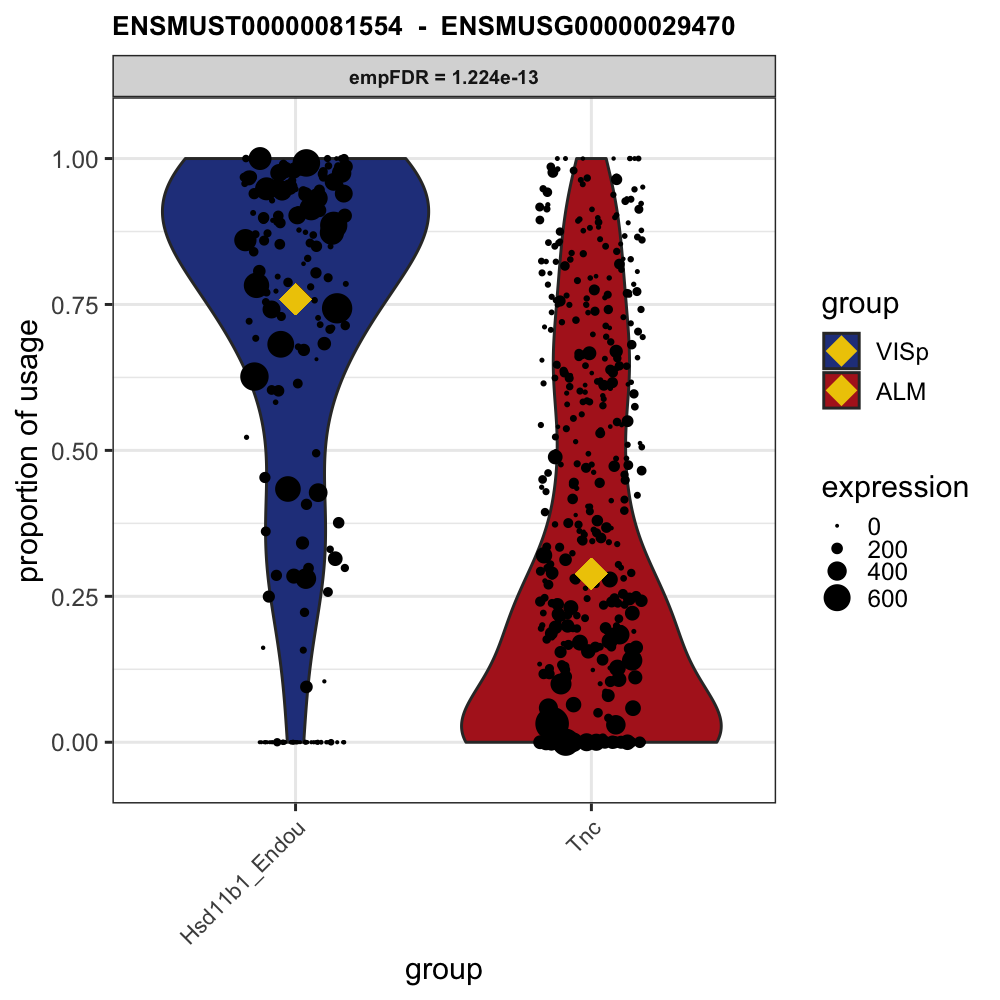 ENSMUST00000081554 - ENSMUSG00000029470
empFDR = 1.224e-13
1.00
0.75
0.50
0.25
0.00
proportion of usage
Hsd11b1_Endou
Tnc
group
group
VISp
ALM
expression
0
200
400
600